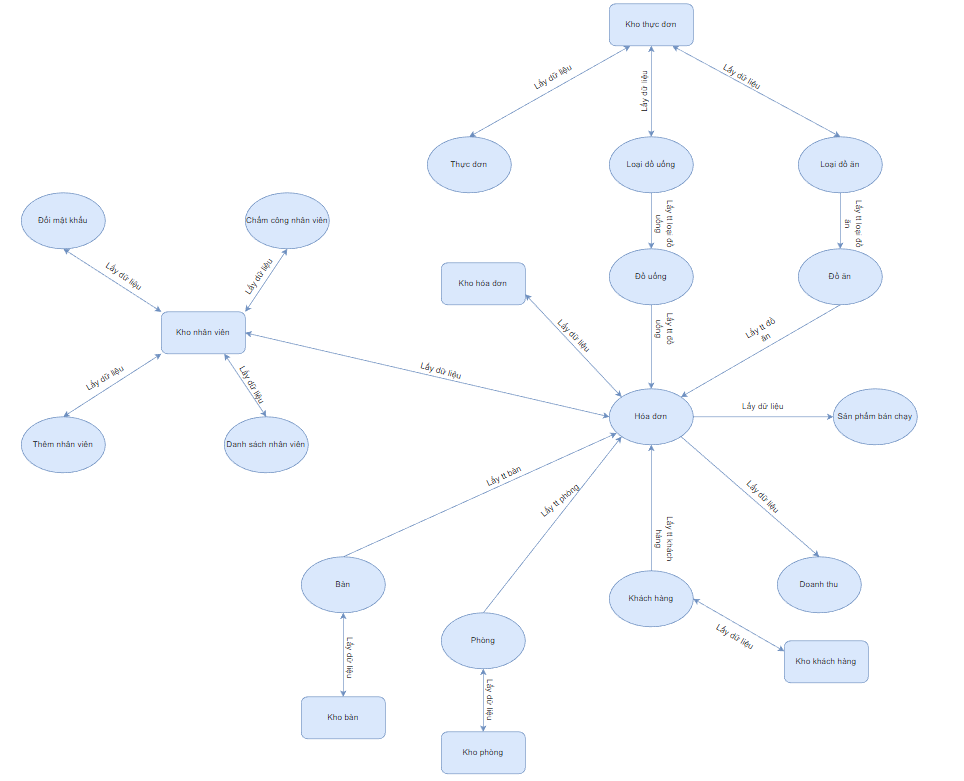 Kho thực đơn
Lấy dữ liệu
Lấy dữ liệu
Lấy dữ liệu
Thực đơn
Loại đồ uống
Loại đồ ăn
Đổi mật khẩu
Chấm công nhân viên
Lấy tt loại đồ
uống
Lấy tt loại đồ
ăn
Lấy dữ liệu
Lấy dữ liệu
Kho hóa đơn
Đồ uống
Đồ ăn
Kho nhân viên
Lấy dữ liệu
Lấy tt đồ
uống
Lấy tt đồ
ăn
Lấy dữ liệu
Lấy dữ liệu
Lấy dữ liệu
Hóa đơn
Lấy dữ liệu
Sản phẩm bán chạy
Thêm nhân viên
Danh sách nhân viên
Lấy tt bàn
Lấy tt phòng
Lấy tt khách
hàng
Lấy dữ liệu
Bàn
Khách hàng
Doanh thu
Phòng
Lấy dữ liệu
Lấy dữ liệu
Kho khách hàng
Lấy dữ liệu
Kho bàn
Kho phòng